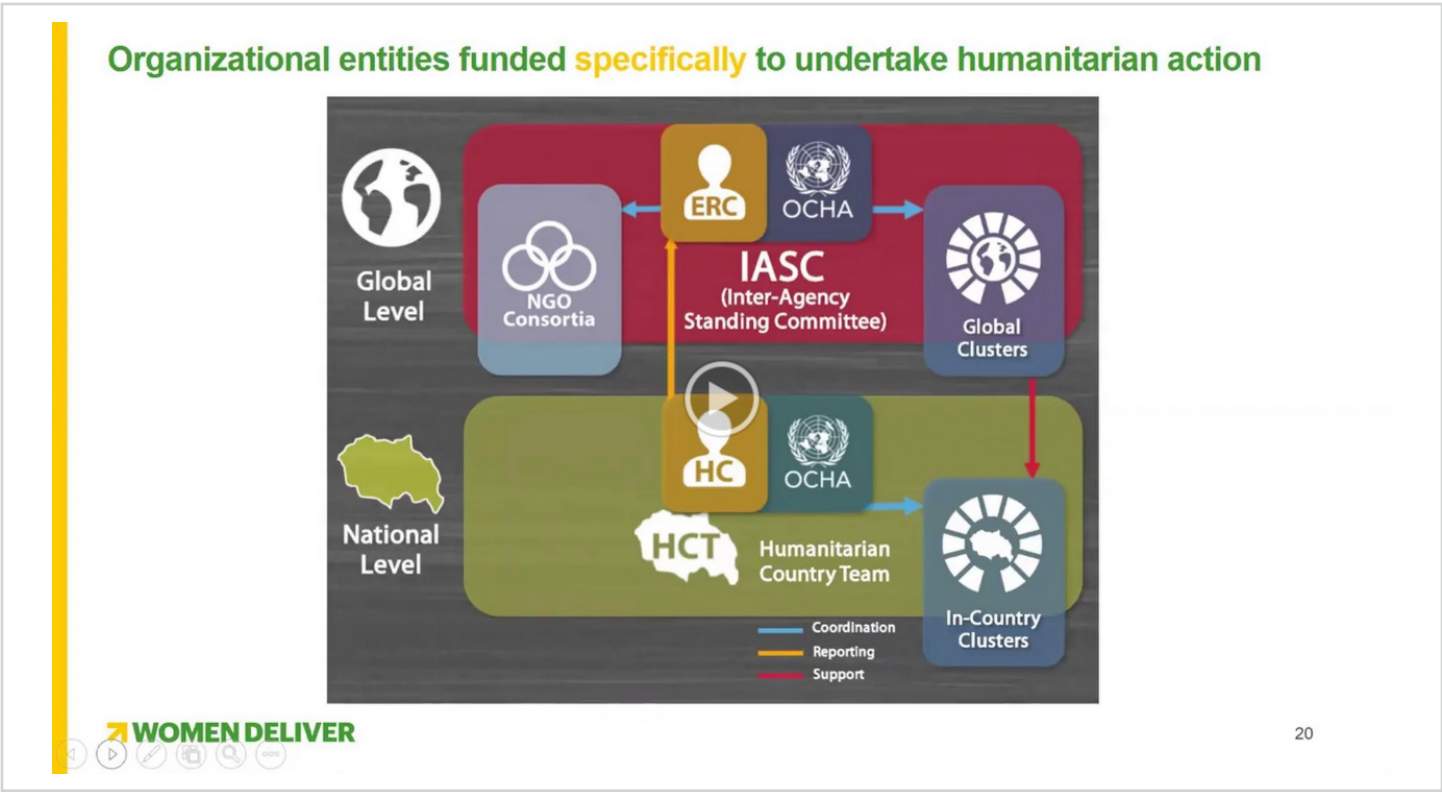 Organizational entities funded specifically to undertake humanitarian action
Global
Level
NGO
Consortia
ERC
OCHA
IASC
(Inter-Agency
Standing Committee)
Global
Clusters
National
Level
HC
OCHA
HCT
Humanitarian
Country Team
In-Country
Clusters
Coordination
Reporting
Support
WOMEN DELIVER
20